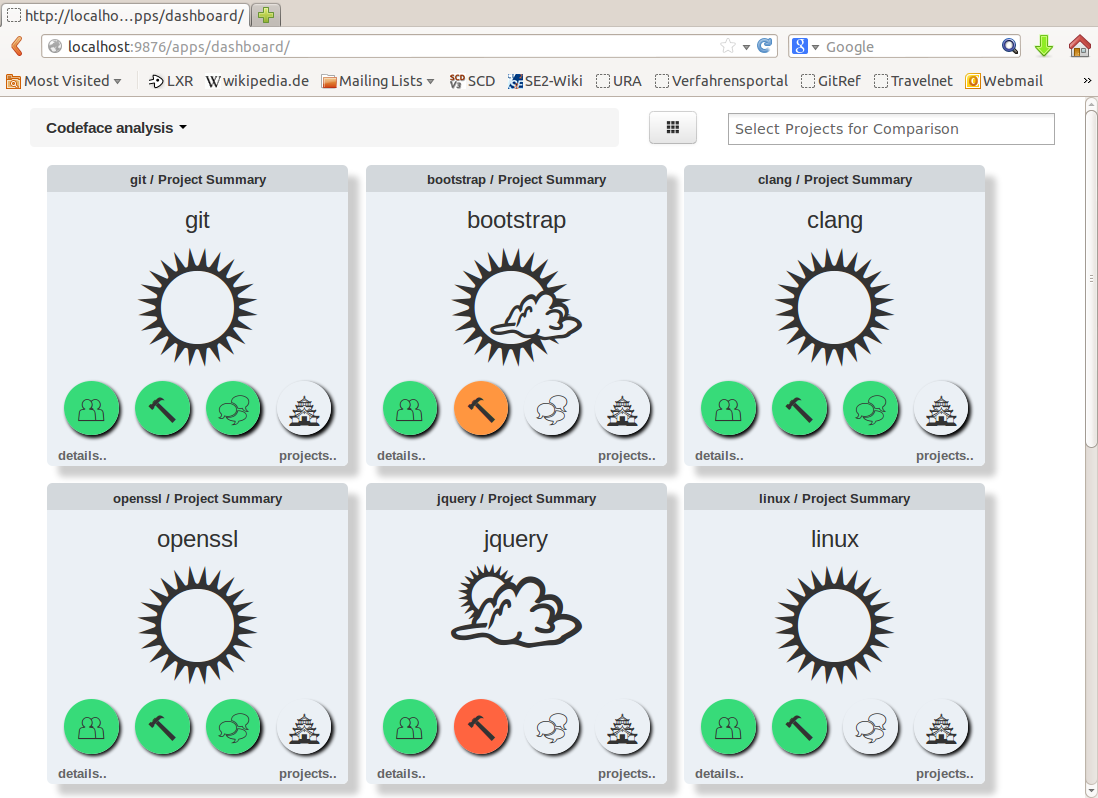 http://localho...pps/dashboard/
localhost:9876/apps/dashboard/
Google
Most Visited LXR wikipedia.de Mailing Lists SCD SE2-Wiki URA Verfahrensportal GitRef Travelnet Webmail »
Codeface analysis
Select Projects for Comparison
git / Project Summary
git
details..
projects..
bootstrap / Project Summary
bootstrap
details..
projects..
clang / Project Summary
clang
details..
projects..
openssl / Project Summary
openssl
details..
projects..
jquery / Project Summary
jquery
details..
projects..
linux / Project Summary
linux
details..
projects..